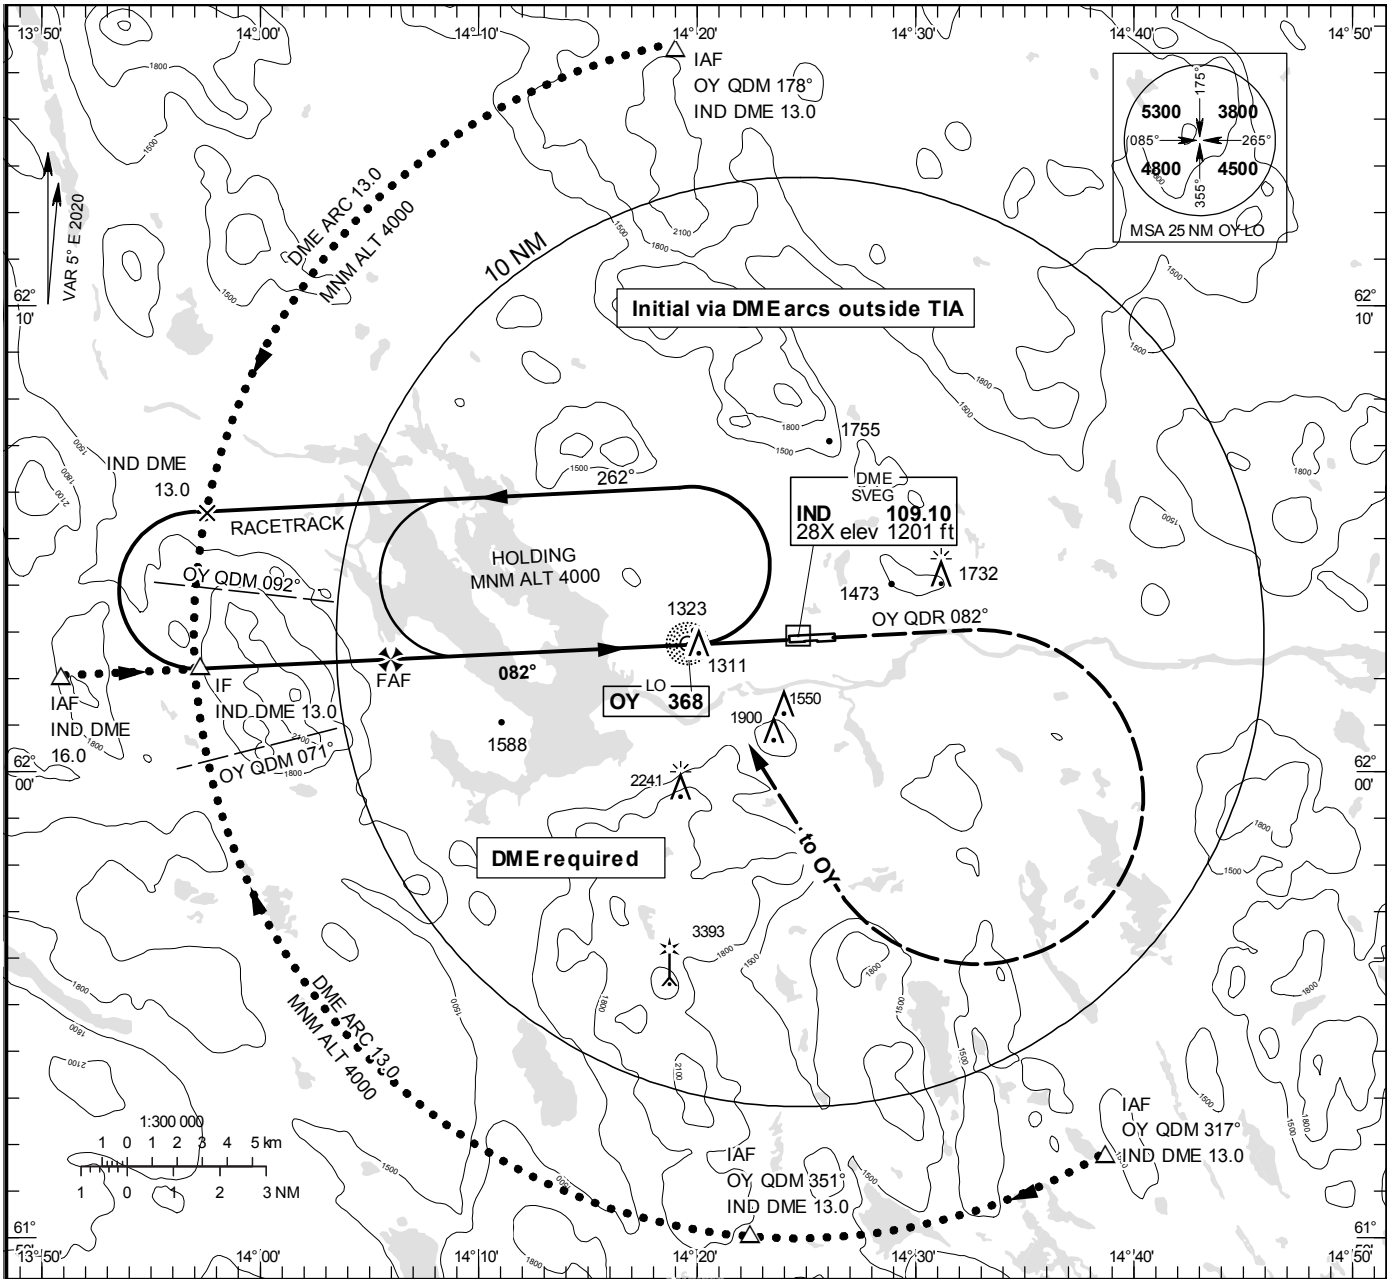 13°50' 14°00' 14°10' 14°20' 14°30' 14°40' 14°50'
IAF
OY QDM 178°
IND DME 13.0
175°
5300 3800
085° 265°
4800 4500
355°
MSA 25 NM OY LO
VAR 5° E 2020
DME ARC 13.0
MNM ALT 4000
10 NM
Initial via DME arcs outside TIA
62°
10'
62°
10'
1755
IND DME
13.0
262°
RACETRACK
DME
SVEG
IND 109.10
28X elev 1201 ft
HOLDING
MNM ALT 4000
OY QDM 092°
1732
1473
1323
OY QDR 082°
1311
082°
FAF
IF
IND DME 13.0
LO
OY 368
IAF
IND DME
16.0
1588
1550
1900
OY QDM 071°
62°
00'
62°
00'
2241
DME required
to OY
3393
DME ARC 13.0
MNM ALT 4000
1:300 000
1 0 1 2 3 4 5 km
1 0 1 2 3 NM
IAF
OY QDM 351°
IND DME 13.0
IAF
OY QDM 317°
IND DME 13.0
61°
61°
13°50' 14°00' 14°10' 14°20' 14°30' 14°40' 14°50'
1800
1500
2100